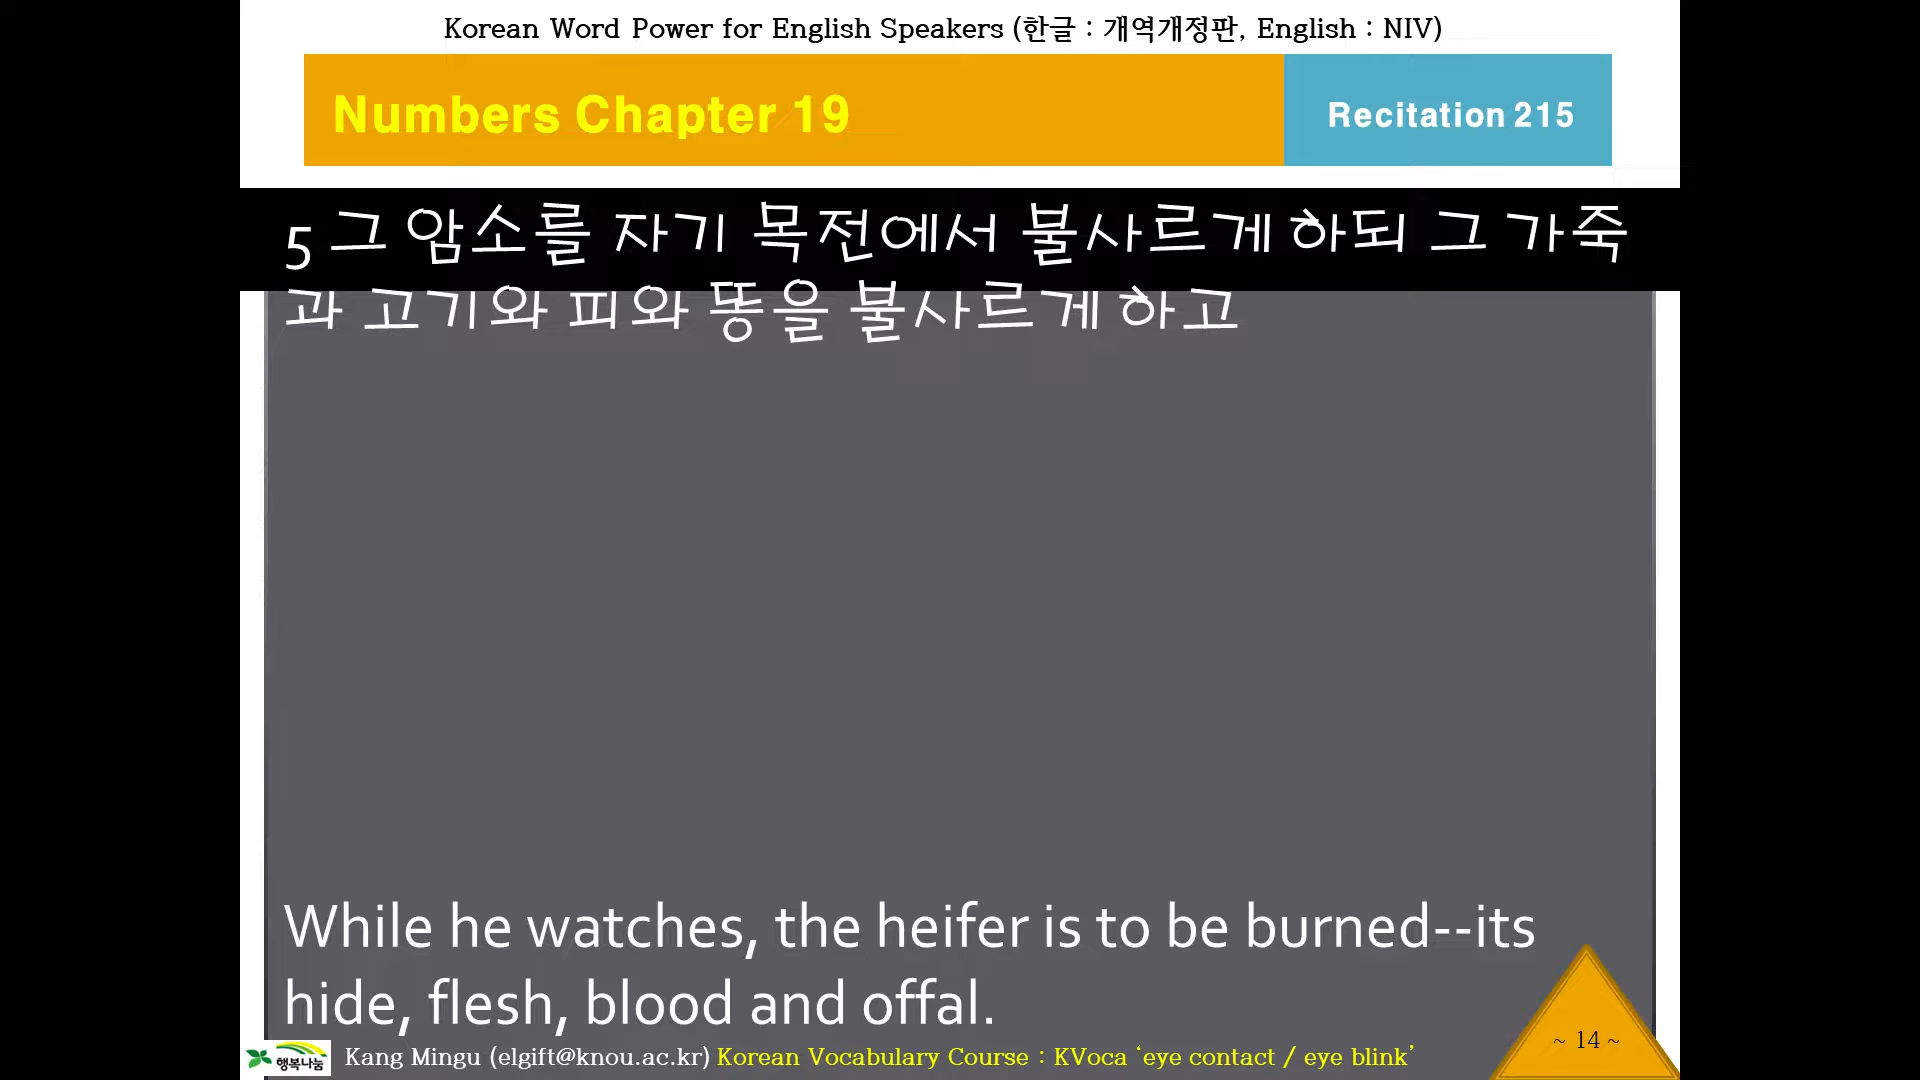 Korean Word Power for English Speakers (한글 : 개역개정판, English : NIV)
Numbers Chapter 19
Recitation 215
5 그 암소를 자기 목전에서 불사르게 하되 그 가죽
과 고기와 피와 똥을 불사르게 하고
While he watches, the heifer is to be burned--its
hide, flesh, blood and offal.
~ 14 ~
행복나눔
Kang Mingu (elgift@knou.ac.kr) Korean Vocabulary Course : KVoca ‘eye contact / eye blink’